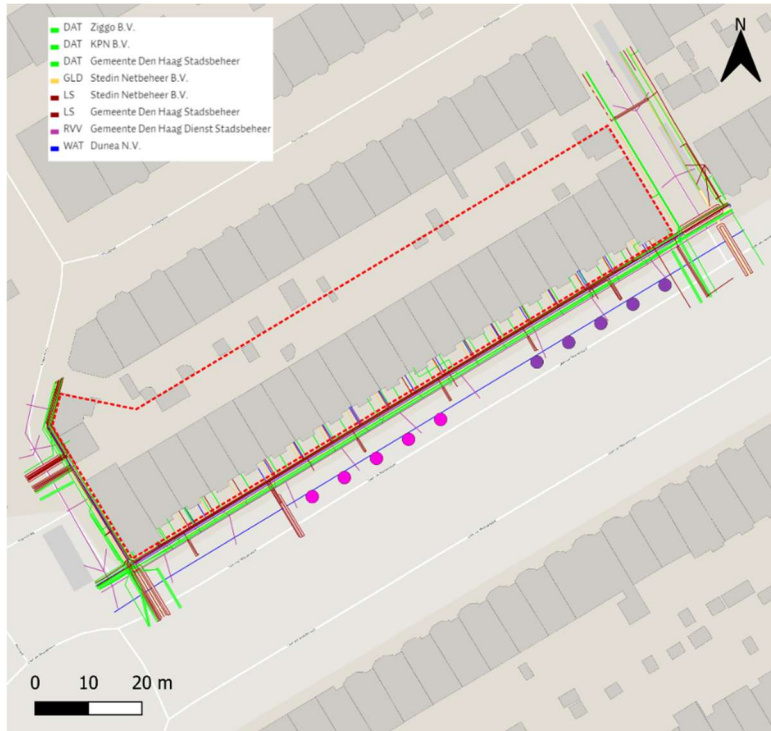 DAT Ziggo B.V.
DAT KPN B.V.
DAT Gemeente Den Haag Stadsbeheer
GLD Stedin Netbeheer B.V.
LS Stedin Netbeheer B.V.
LS Gemeente Den Haag Stadsbeheer
RVV Gemeente Den Haag Dienst Stadsbeheer
WAT Dunea N.V.
N
0 10 20 m